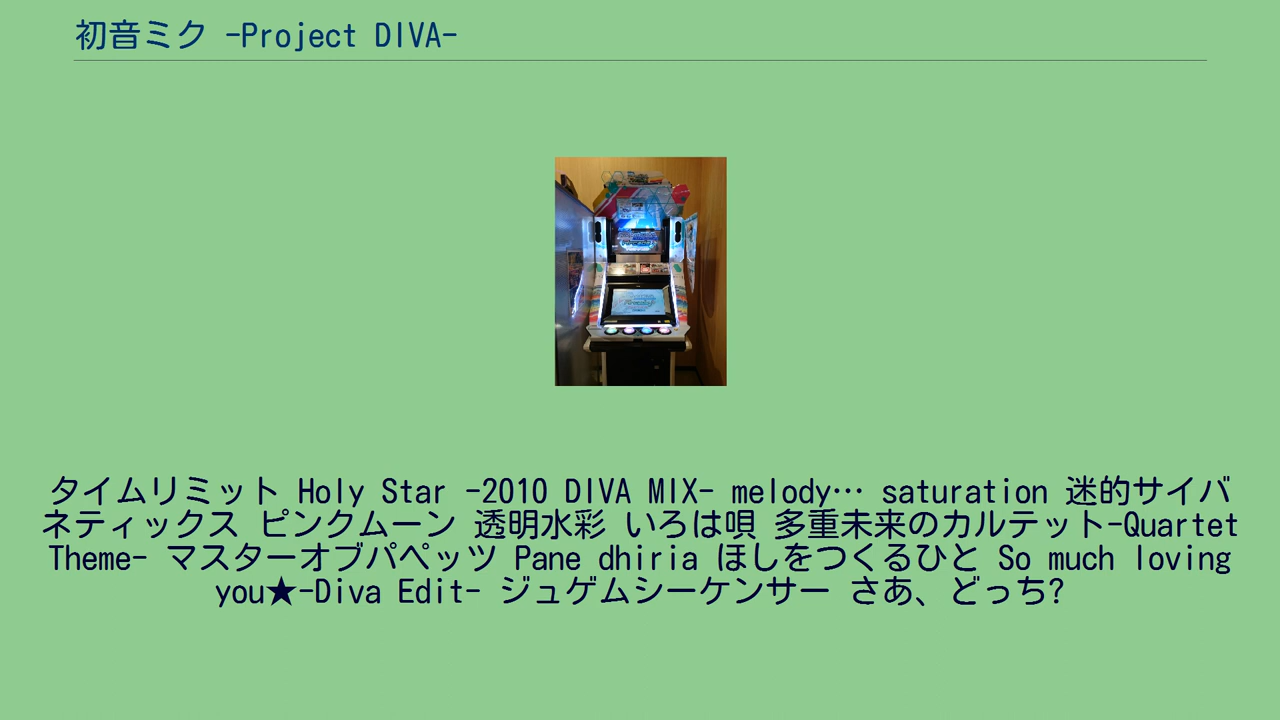 初音ミク -Project DIVA-
タイムリミット Holy Star -2010 DIVA MIX- melody… saturation 迷的サイバ
ネティックス ピンクムーン 透明水彩 いろは唄 多重未来のカルテット-Quartet
Theme- マスターオブパペッツ Pane dhiria ほしをつくるひと So much loving
you★-Diva Edit- ジュゲムシーケンサー さあ、どっち?